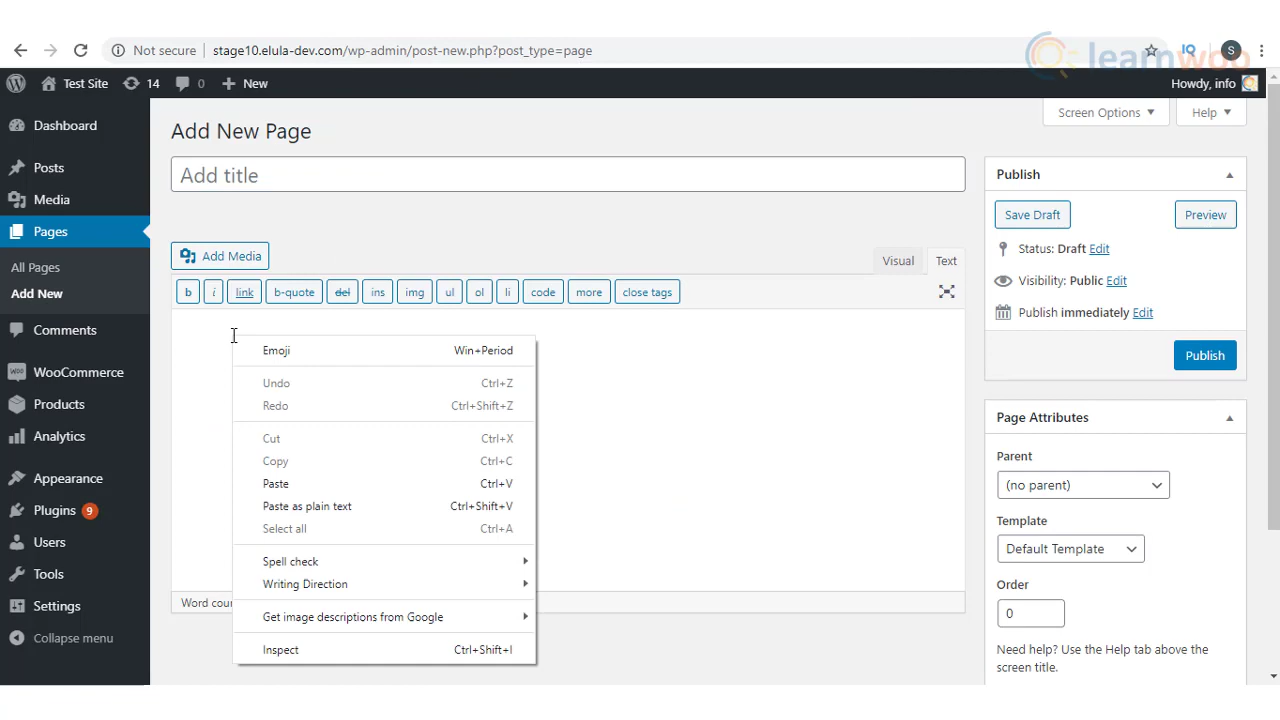 Not secure stage10.elula-dev.com/wp-admin/post-new.php?post_type=page
IQ
S
learnwoo
Test Site 14 0 New
Howdy, info
Dashboard
Posts
Media
Pages
All Pages
Add New
Comments
WooCommerce
Products
Analytics
Appearance
Plugins 9
Users
Tools
Settings
Collapse menu
Screen Options Help
Add New Page
Add title
Add Media
Visual Text
b i link b-quote del ins img ul ol li code more close tags
Emoji Win+Period
Undo Ctrl+Z
Redo Ctrl+Shift+Z
Cut Ctrl+X
Copy Ctrl+C
Paste Ctrl+V
Paste as plain text Ctrl+Shift+V
Select all Ctrl+A
Spell check
Writing Direction
Get image descriptions from Google
Inspect Ctrl+Shift+I
Word
Publish
Save Draft Preview
Status: Draft Edit
Visibility: Public Edit
Publish immediately Edit
Publish
Page Attributes
Parent
(no parent)
Template
Default Template
Order
0
Need help? Use the Help tab above the
screen title.